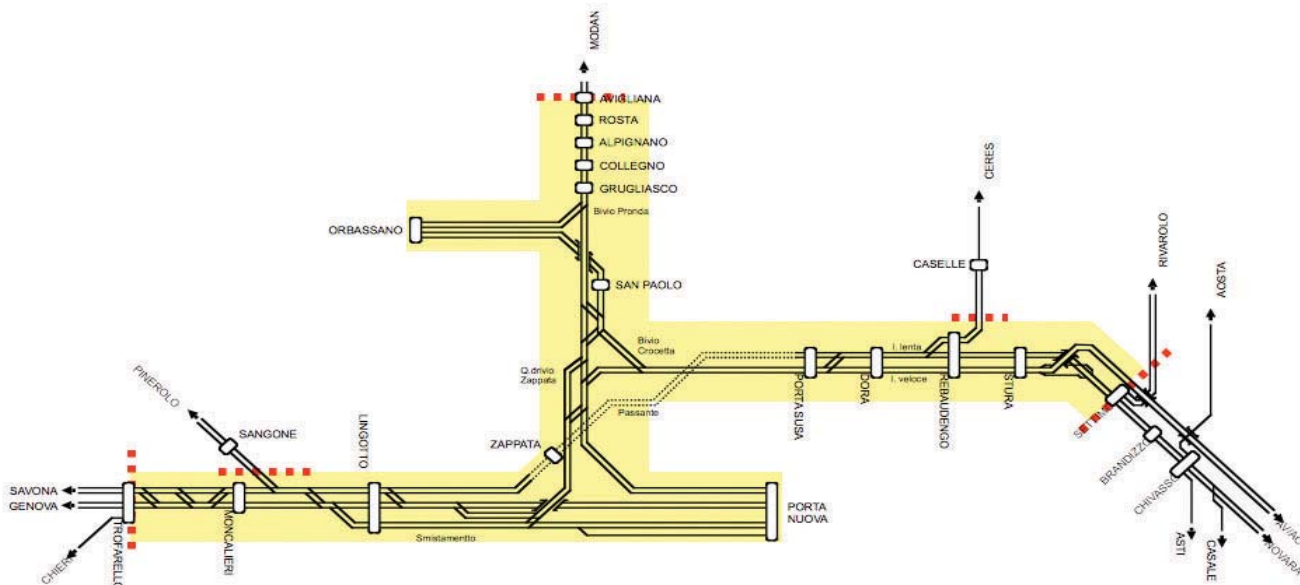 MODAN
AVIGLIANA
ROSTA
ALPIGNANO
COLLEGNO
GRUGLIASCO
Bivio Pronda
ORBASSANO
SAN PAOLO
CERES
CASELLE
RIVAROLO
AOSTA
Bivio
Crocetta
l. lenta
l. veloce
Q.drivio
Zappata
PORTA SUSA
DORA
REBAUDENGO
STURA
Passante
PINEROLO
SANGONE
LINGOTTO
ZAPPATA
BRANDIZZO
CHIVASSO
SAVONA
GENOVA
TROFARELLO
MONCALIERI
Smistamentto
PORTA
NUOVA
CHIERI
ASTI
CASALE
NOVARA